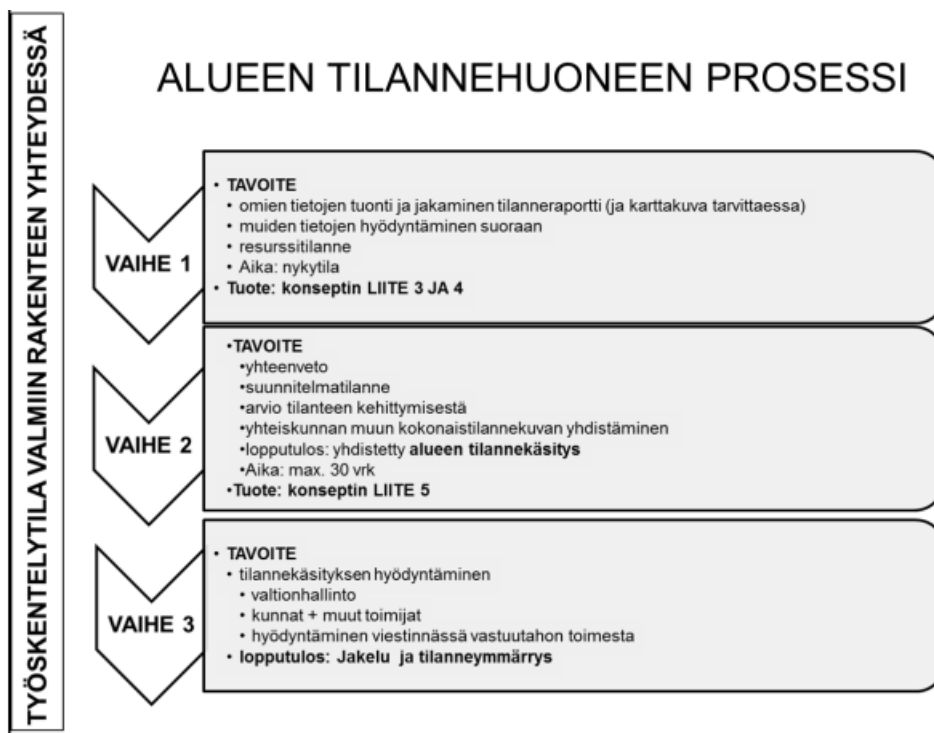 TYÖSKENTELYTILA VALMIIN RAKENTEEN YHTEYDESSÄ
ALUEEN TILANNEHUONEEN PROSESSI
VAIHE 1
• TAVOITE
• omien tietojen tuonti ja jakaminen tilanneraportti (ja karttakuva tarvittaessa)
• muiden tietojen hyödyntäminen suoraan
• resurssitilanne
• Aika: nykytila
• Tuote: konseptin LIITE 3 JA 4
VAIHE 2
•TAVOITE
•yhteenveto
•suunnitelmatilanne
•arvio tilanteen kehittymisestä
•yhteiskunnan muun kokonaistilannekuvan yhdistäminen
•lopputulos: yhdistetty alueen tilannekäsitys
•Aika: max. 30 vrk
•Tuote: konseptin LIITE 5
VAIHE 3
• TAVOITE
• tilannekäsityksen hyödyntäminen
• valtionhallinto
• kunnat + muut toimijat
• hyödyntäminen viestinnässä vastuutahon toimesta
• lopputulos: Jakelu ja tilanneymmärrys